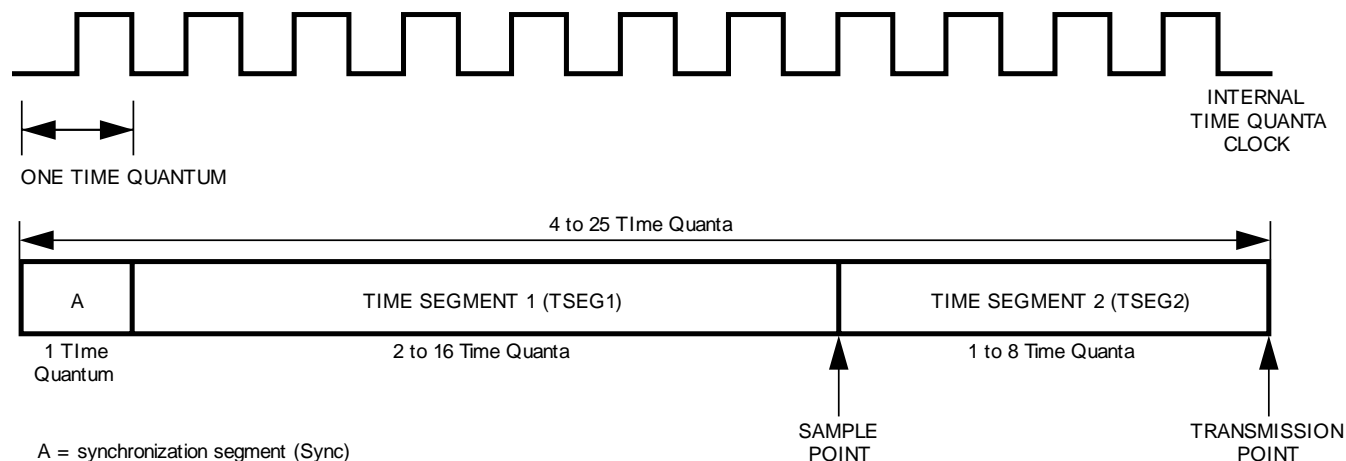 INTERNAL
TIME QUANTA
CLOCK
ONE TIME QUANTUM
4 to 25 TIme Quanta
A
TIME SEGMENT 1 (TSEG1)
TIME SEGMENT 2 (TSEG2)
1 TIme
Quantum
2 to 16 Time Quanta
1 to 8 Time Quanta
A = synchronization segment (Sync)
SAMPLE
POINT
TRANSMISSION
POINT